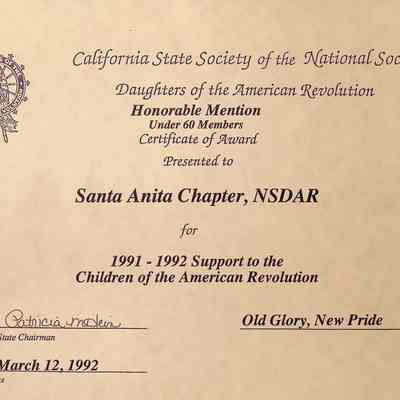 California State Society of the National Soc
Daughters of the American Revolution
Honorable Mention
Under 60 Members
Certificate of Award
Presented to
Santa Anita Chapter, NSDAR
for
1991 - 1992 Support to the
Children of the American Revolution
Patricia
Old Glory, New Pride
State Chairman
March 12, 1992